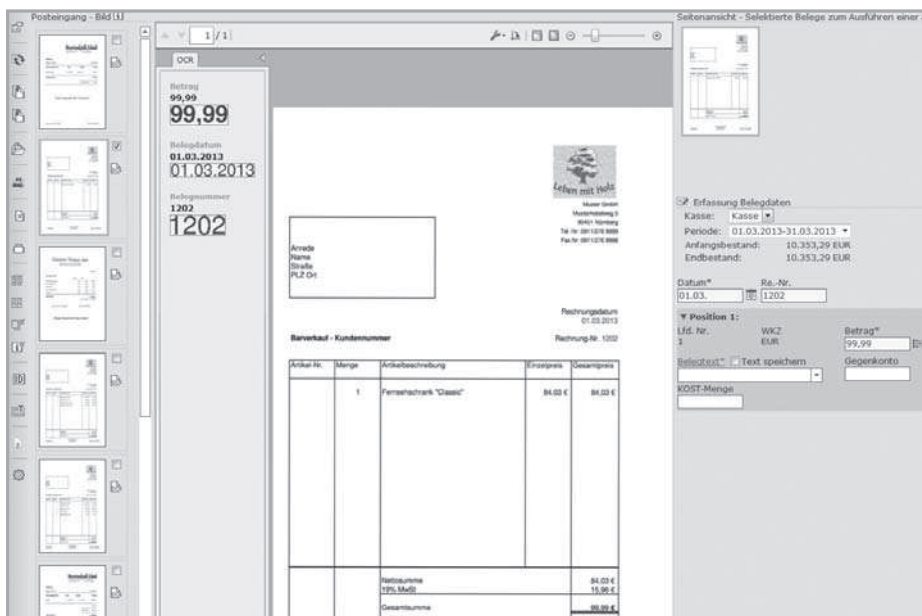 Posteingang - Bild
Seitenansicht - Selektierte Belege zum Ausführen einer
1 / 1
OCR
Betrag
99,99
99,99
Belegdatum
01.03.2013
01.03.2013
Belegnummer
1202
1202
Leben mit Holz
Muster GmbH
90401 Nürnberg
Anrede
Name
Straße
PLZ Ort
Rechnungsdatum
01.03.2013
Barverkauf - Kundennummer
Rechnung-Nr. 1202
Artikel-Nr. Menge Artikelbeschreibung Einzelpreis Gesamtpreis
1 Fernsehschrank "Classic" 84,03 € 84,03 €
Nettosumme 84,03 €
19% MwSt 15,96 €
Gesamtsumme 99,99 €
Erfassung Belegdaten
Kasse: Kasse
Periode: 01.03.2013-31.03.2013
Anfangsbestand: 10.353,29 EUR
Endbestand: 10.353,29 EUR
Datum* Re.-Nr.
01.03. 1202
Position 1:
Lfd. Nr. WKZ Betrag*
1 EUR 99,99
Belegtext* Text speichern Gegenkonto
KOST-Menge